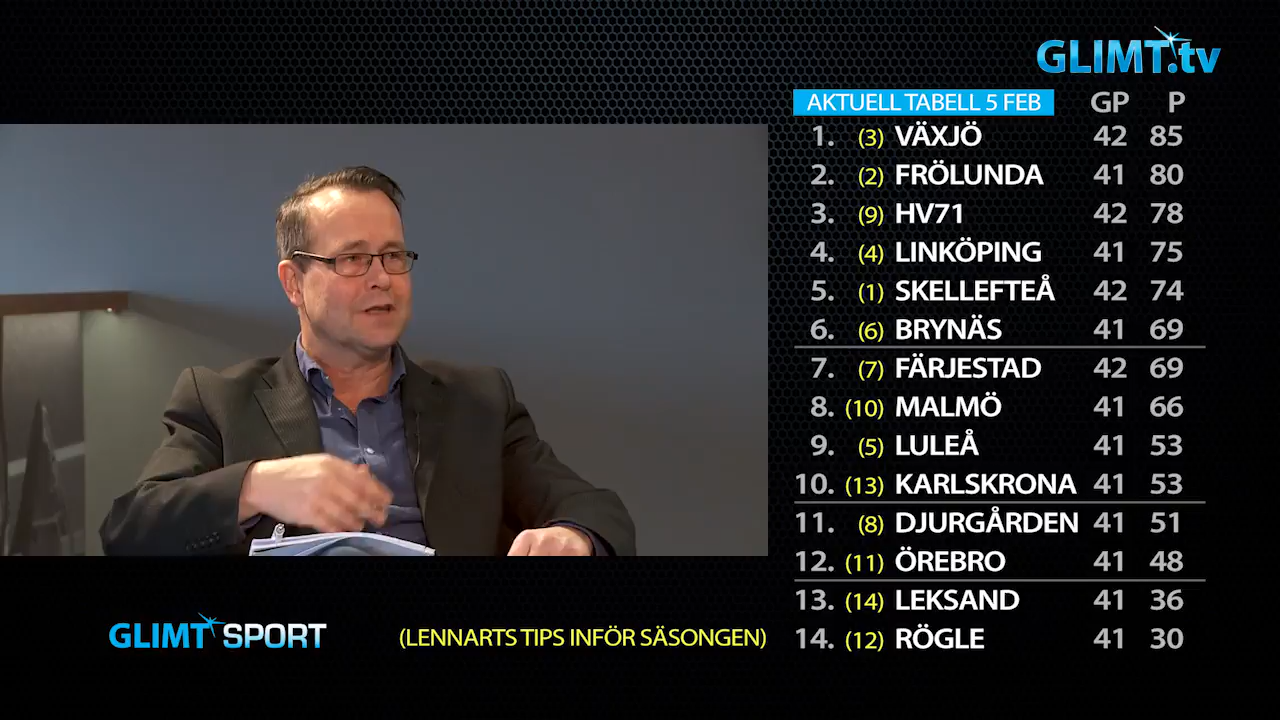 GLIMT.tv
AKTUELL TABELL 5 FEB GP P
1. (3) VÄXJÖ 42 85
2. (2) FRÖLUNDA 41 80
3. (9) HV71 42 78
4. (4) LINKÖPING 41 75
5. (1) SKELLEFTEÅ 42 74
6. (6) BRYNÄS 41 69
7. (7) FÄRJESTAD 42 69
8. (10) MALMÖ 41 66
9. (5) LULEÅ 41 53
10. (13) KARLSKRONA 41 53
11. (8) DJURGÅRDEN 41 51
12. (11) ÖREBRO 41 48
13. (14) LEKSAND 41 36
14. (12) RÖGLE 41 30
GLIMT SPORT
(LENNARTS TIPS INFÖR SÄSONGEN)